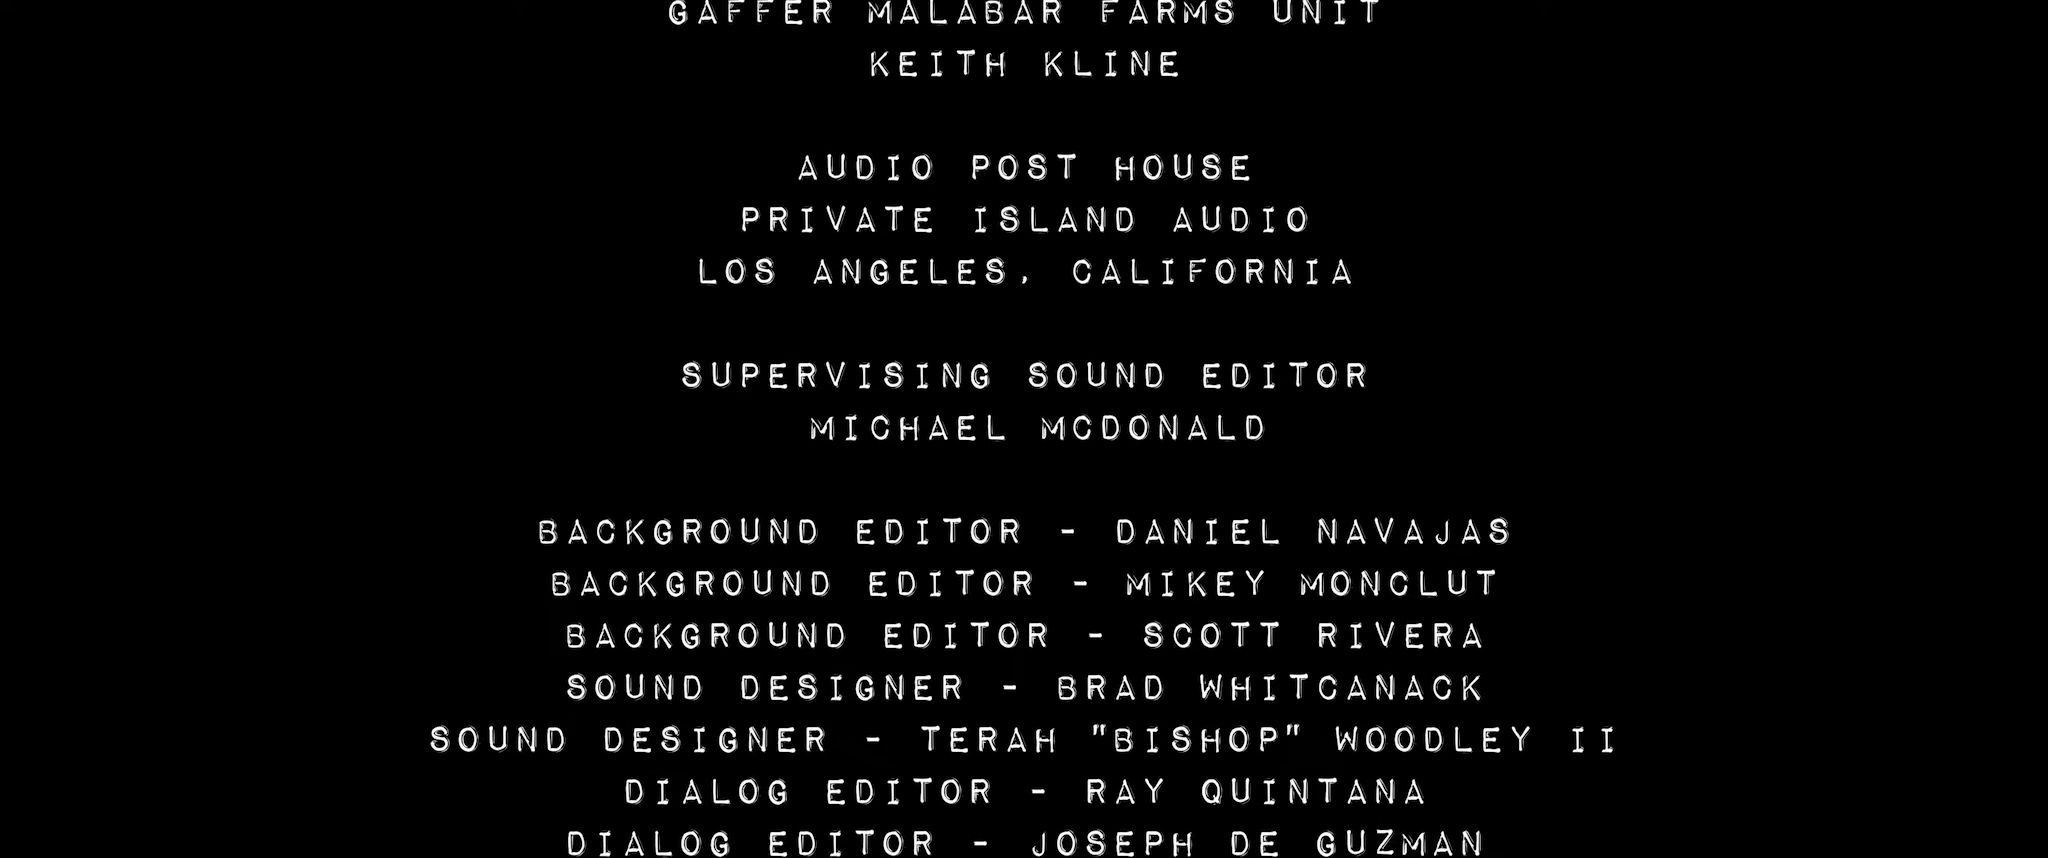 GAFFER MALABAR FARMS UNIT
KEITH KLINE
AUDIO POST HOUSE
PRIVATE ISLAND AUDIO
LOS ANGELES, CALIFORNIA
SUPERVISING SOUND EDITOR
MICHAEL MCDONALD
BACKGROUND EDITOR - DANIEL NAVAJAS
BACKGROUND EDITOR - MIKEY MONCLUT
BACKGROUND EDITOR - SCOTT RIVERA
SOUND DESIGNER - BRAD WHITCANACK
SOUND DESIGNER - TERAH "BISHOP" WOODLEY II
DIALOG EDITOR - RAY QUINTANA
DIALOG EDITOR - JOSEPH DE GUZMAN